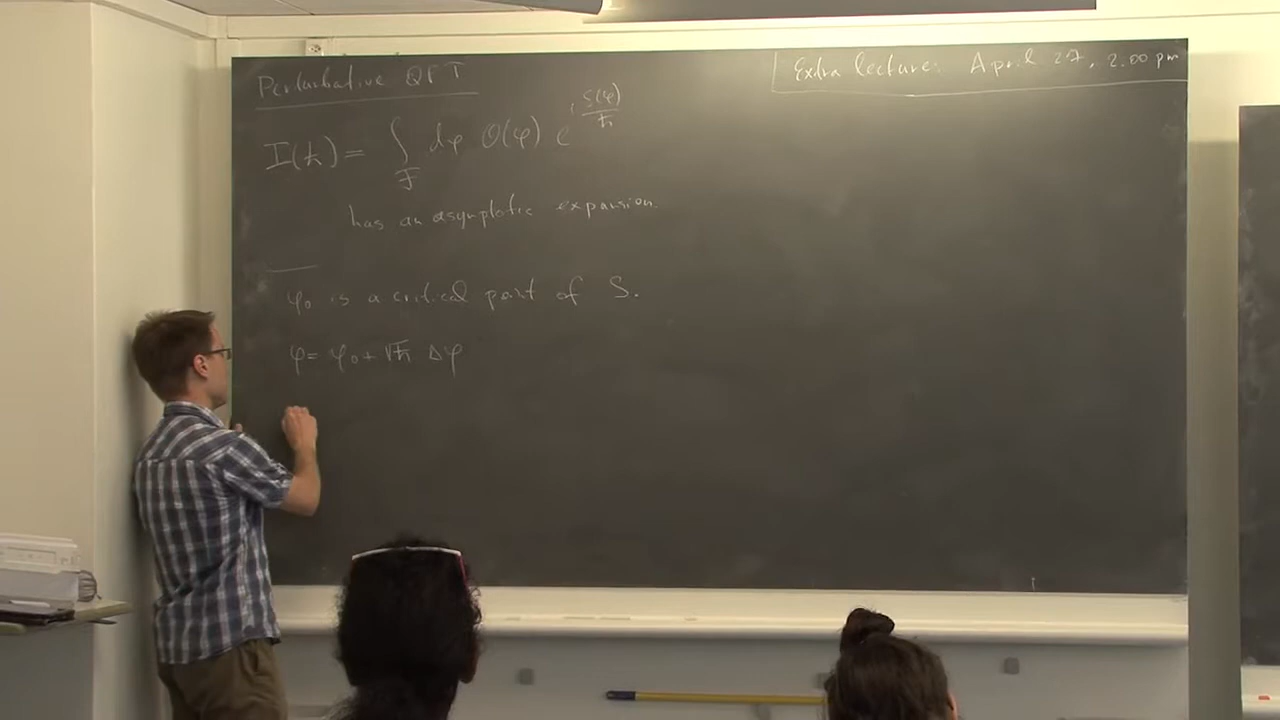 Perturbative QFT
Extra lecture: April 27, 2.00 pm
I(ħ) = ∫_F dφ O(φ) e^{i S(φ)/ħ}
has an asymptotic expansion.
φ₀ is a critical point of S.
φ = φ₀ + √ħ Δφ